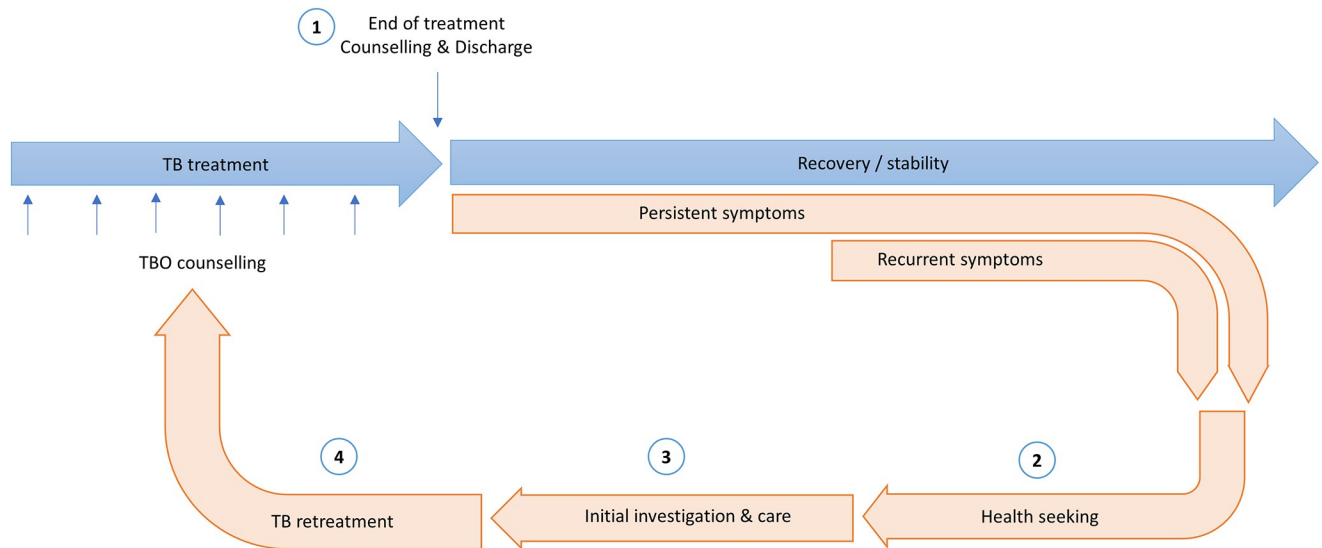 1
End of treatment
Counselling & Discharge
TB treatment
Recovery / stability
Persistent symptoms
Recurrent symptoms
TBO counselling
4
3
2
TB retreatment
Initial investigation & care
Health seeking